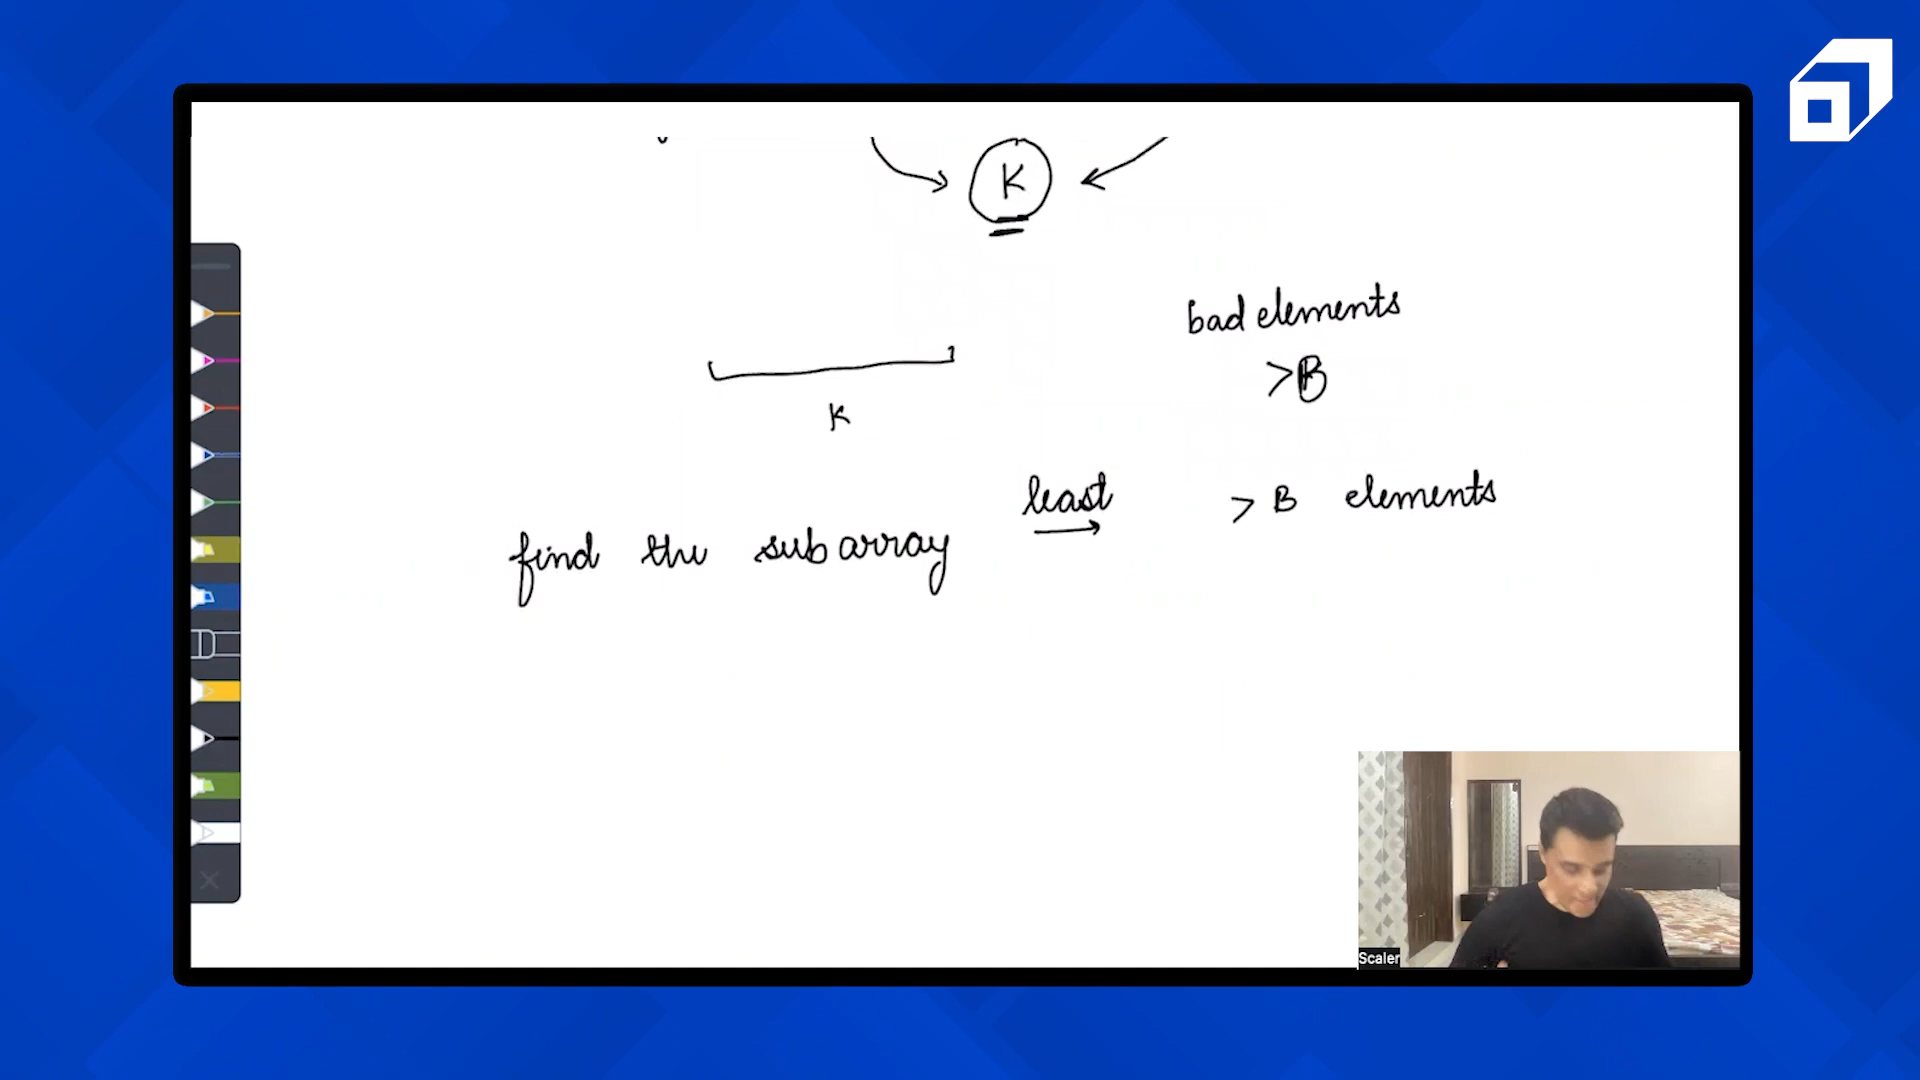 K
bad elements
>B
K
least > B elements
find the subarray
Scaler